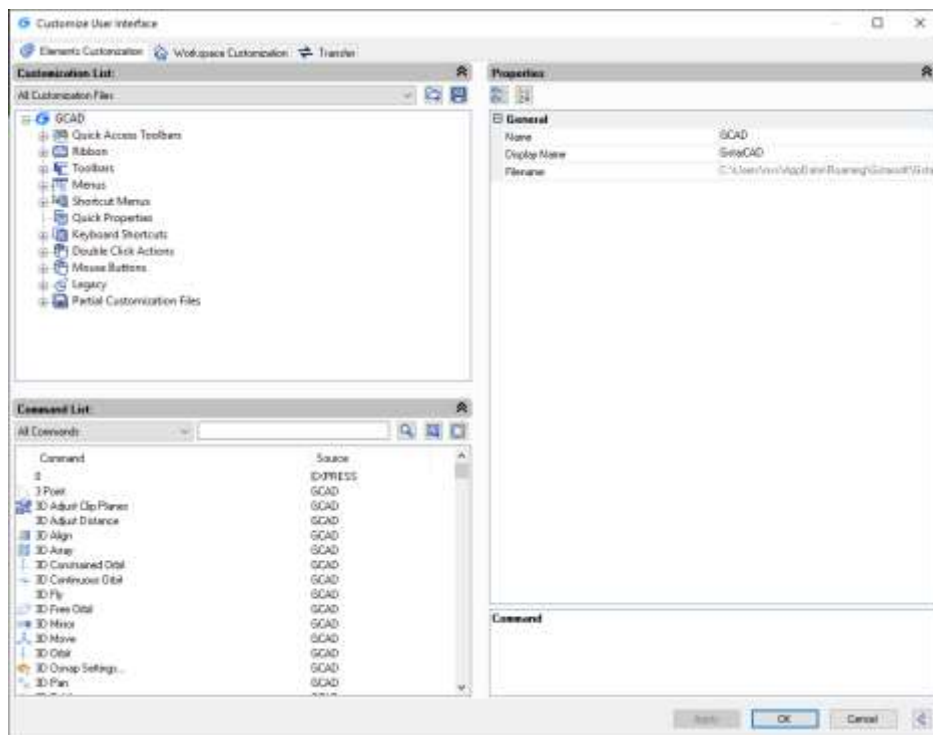 Customize User Interface
Elements Customization Workspace Customization Transfer
Customization List:
All Customization Files
GCAD
Quick Access Toolbars
Ribbon
Toolbars
Menus
Shortcut Menus
Quick Properties
Keyboard Shortcuts
Double Click Actions
Mouse Buttons
Legacy
Partial Customization Files
Command List:
All Commands
Command Source
EXPRESS
3 Point GCAD
3D Adjust Clip Planes GCAD
3D Adjust Distance GCAD
3D Align GCAD
3D Array GCAD
3D Constrained Orbit GCAD
3D Continuous Orbit GCAD
3D Fly GCAD
3D Free Orbit GCAD
3D Mirror GCAD
3D Move GCAD
3D Orbit GCAD
3D Osnap Settings... GCAD
3D Pan GCAD
Properties
General
Name GCAD
Display Name GstarCAD
Filename
Command
Apply OK Cancel